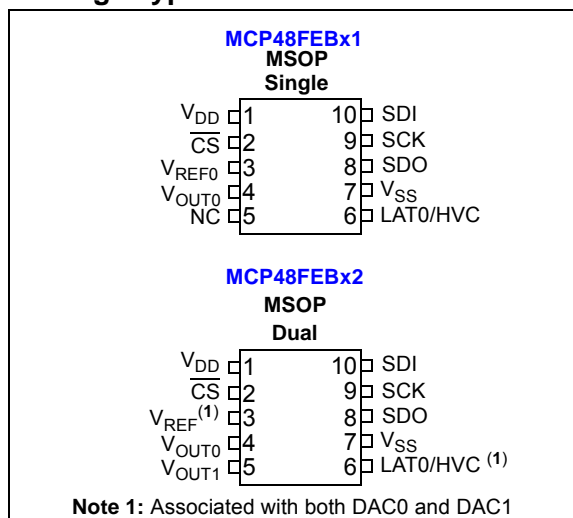 MCP48FEBx1
MSOP
Single
VDD 1 10 SDI
CS 2 9 SCK
VREF0 3 8 SDO
VOUT0 4 7 VSS
NC 5 6 LAT0/HVC
MCP48FEBx2
MSOP
Dual
VDD 1 10 SDI
CS 2 9 SCK
VREF(1) 3 8 SDO
VOUT0 4 7 VSS
VOUT1 5 6 LAT0/HVC (1)
Note 1: Associated with both DAC0 and DAC1